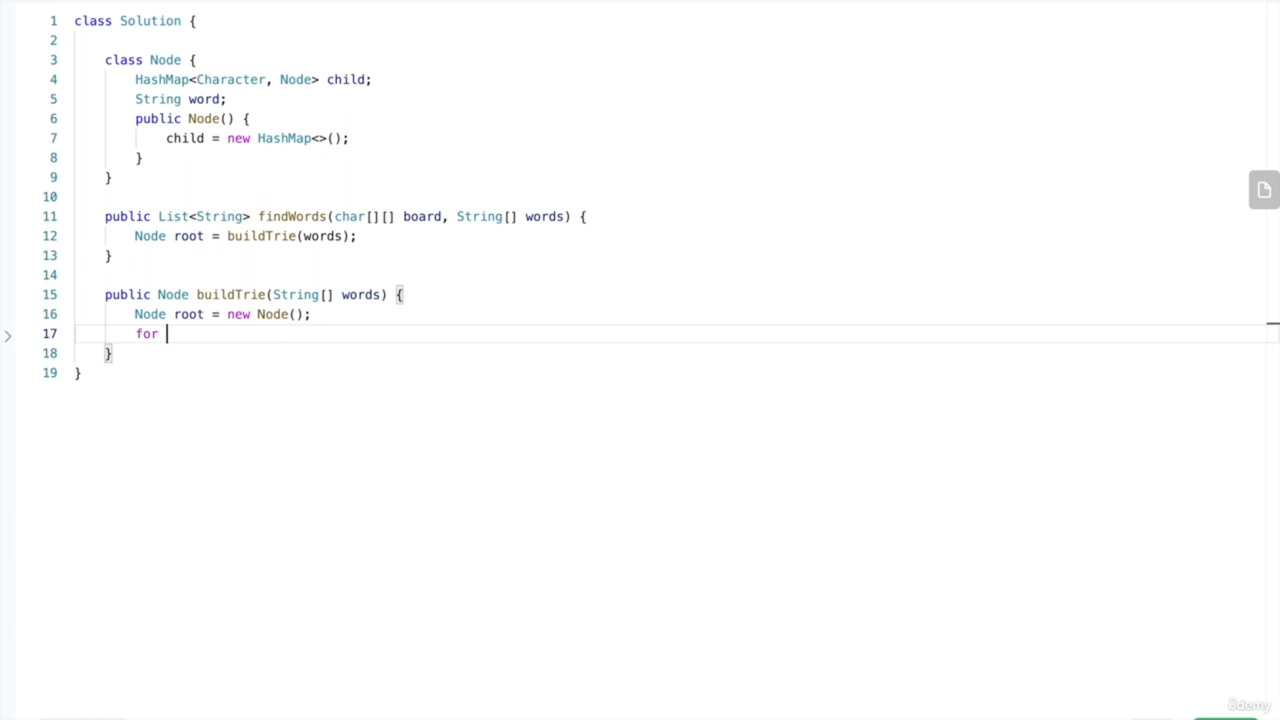 1 class Solution {
2
3 class Node {
4 HashMap<Character, Node> child;
5 String word;
6 public Node() {
7 child = new HashMap<>();
8 }
9 }
10
11 public List<String> findWords(char[][] board, String[] words) {
12 Node root = buildTrie(words);
13 }
14
15 public Node buildTrie(String[] words) {
16 Node root = new Node();
17 for
18 }
19 }
ûdemy